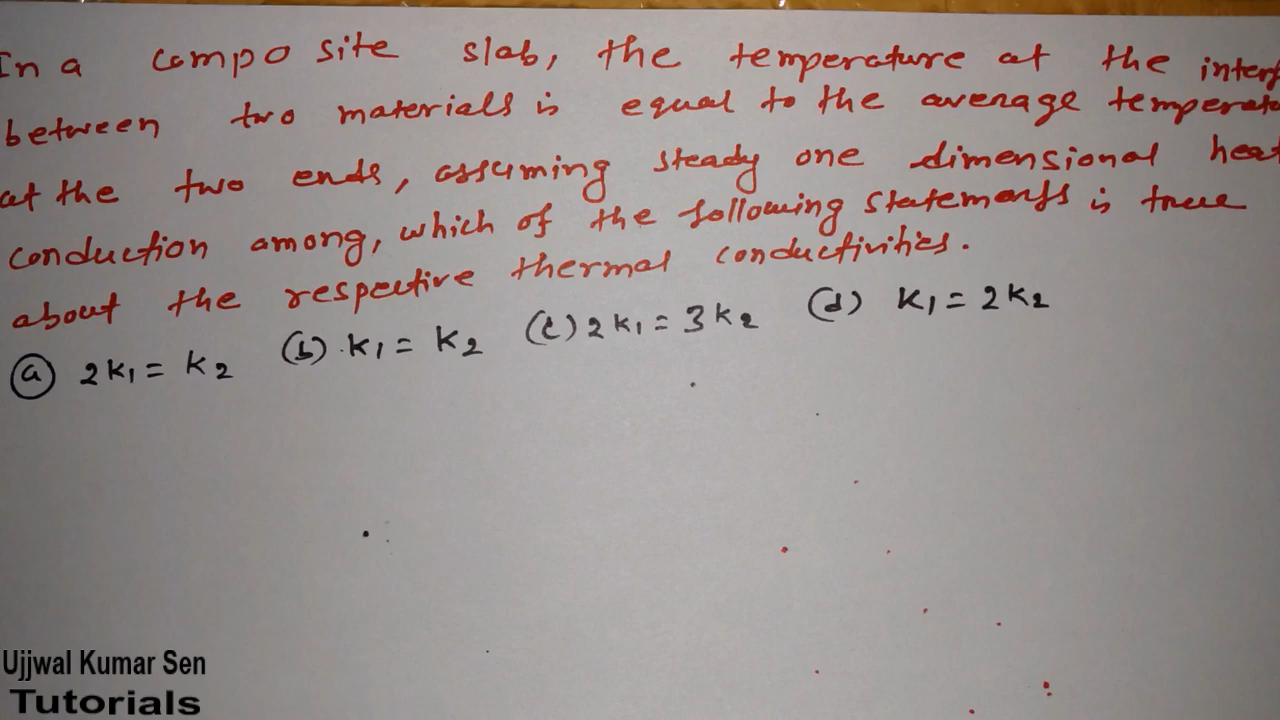 In a composite slab, the temperature at the interf
between two materials is equal to the average temperat
at the two ends, assuming steady one dimensional heat
conduction among, which of the following statements is true
about the respective thermal conductivities.
(a) 2K1 = K2 (b) K1 = K2 (c) 2K1 = 3K2 (d) K1 = 2K2
Ujjwal Kumar Sen
Tutorials